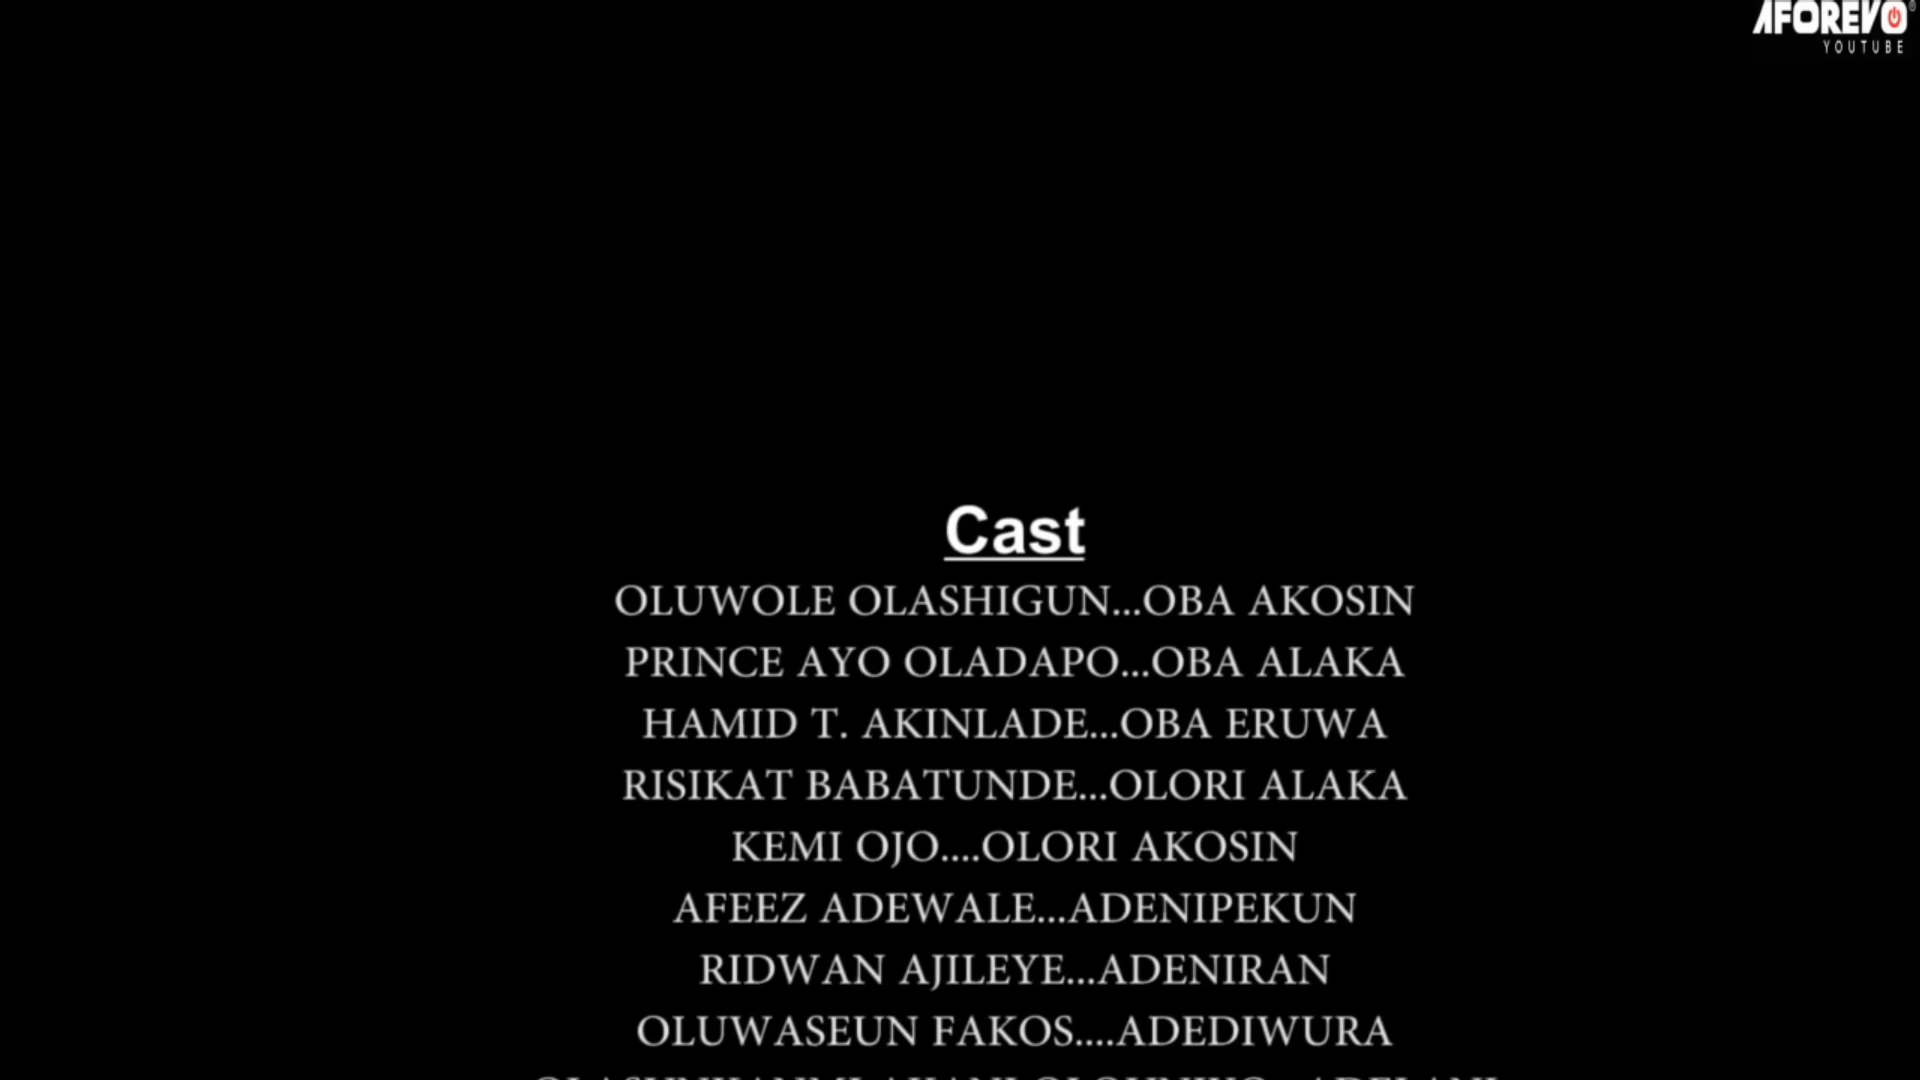 AFOREVO
YOUTUBE
Cast
OLUWOLE OLASHIGUN...OBA AKOSIN
PRINCE AYO OLADAPO...OBA ALAKA
HAMID T. AKINLADE...OBA ERUWA
RISIKAT BABATUNDE...OLORI ALAKA
KEMI OJO....OLORI AKOSIN
AFEEZ ADEWALE...ADENIPEKUN
RIDWAN AJILEYE...ADENIRAN
OLUWASEUN FAKOS....ADEDIWURA